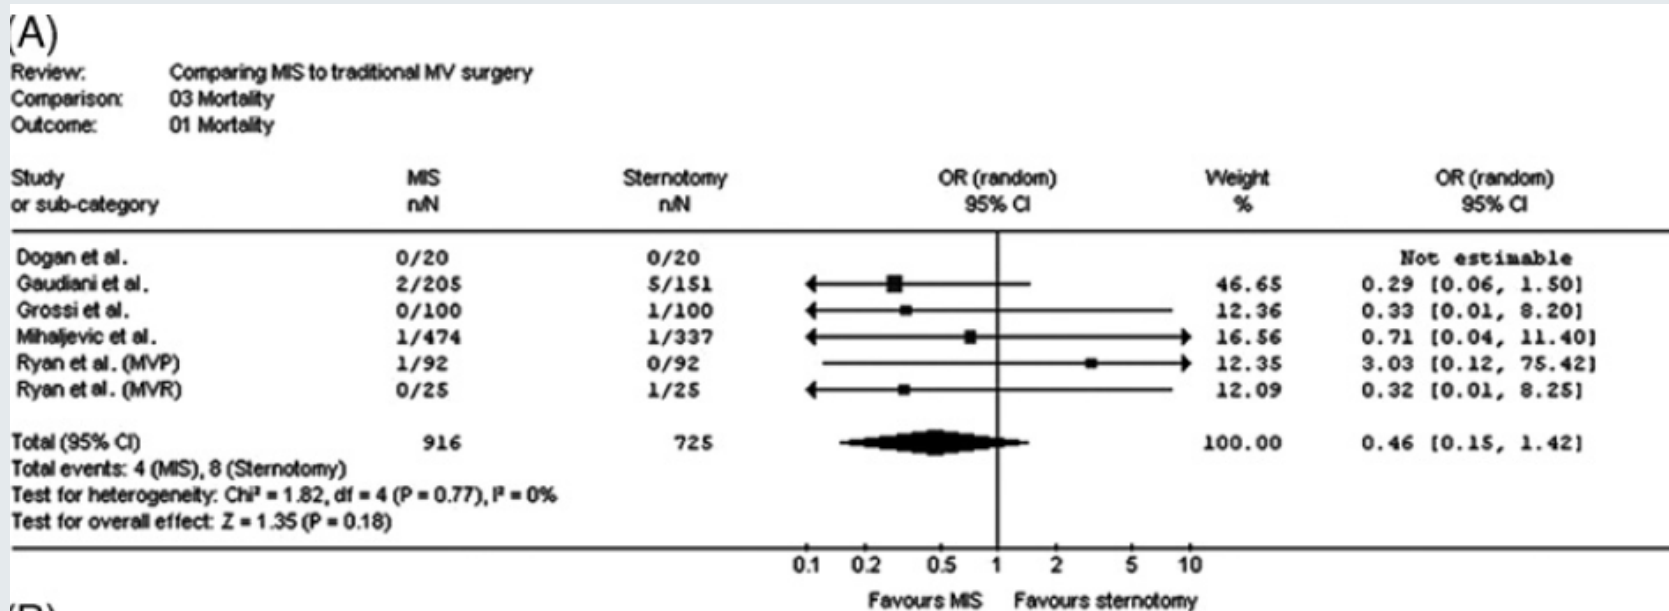 (A)
Review: Comparing MIS to traditional MV surgery
Comparison: 03 Mortality
Outcome: 01 Mortality
Study MIS Sternotomy OR (random) Weight OR (random)
or sub-category n/N n/N 95% CI % 95% CI
Dogan et al. 0/20 0/20 Not estimable
Gaudiani et al. 2/205 5/151 46.65 0.29 [0.06, 1.50]
Grossi et al. 0/100 1/100 12.36 0.33 [0.01, 8.20]
Mihaljevic et al. 1/474 1/337 16.56 0.71 [0.04, 11.40]
Ryan et al. (MVP) 1/92 0/92 12.35 3.03 [0.12, 75.42]
Ryan et al. (MVR) 0/25 1/25 12.09 0.32 [0.01, 8.25]
Total (95% CI) 916 725 100.00 0.46 [0.15, 1.42]
Total events: 4 (MIS), 8 (Sternotomy)
Test for heterogeneity: Chi² = 1.82, df = 4 (P = 0.77), I² = 0%
Test for overall effect: Z = 1.35 (P = 0.18)
0.1 0.2 0.5 1 2 5 10
Favours MIS Favours sternotomy